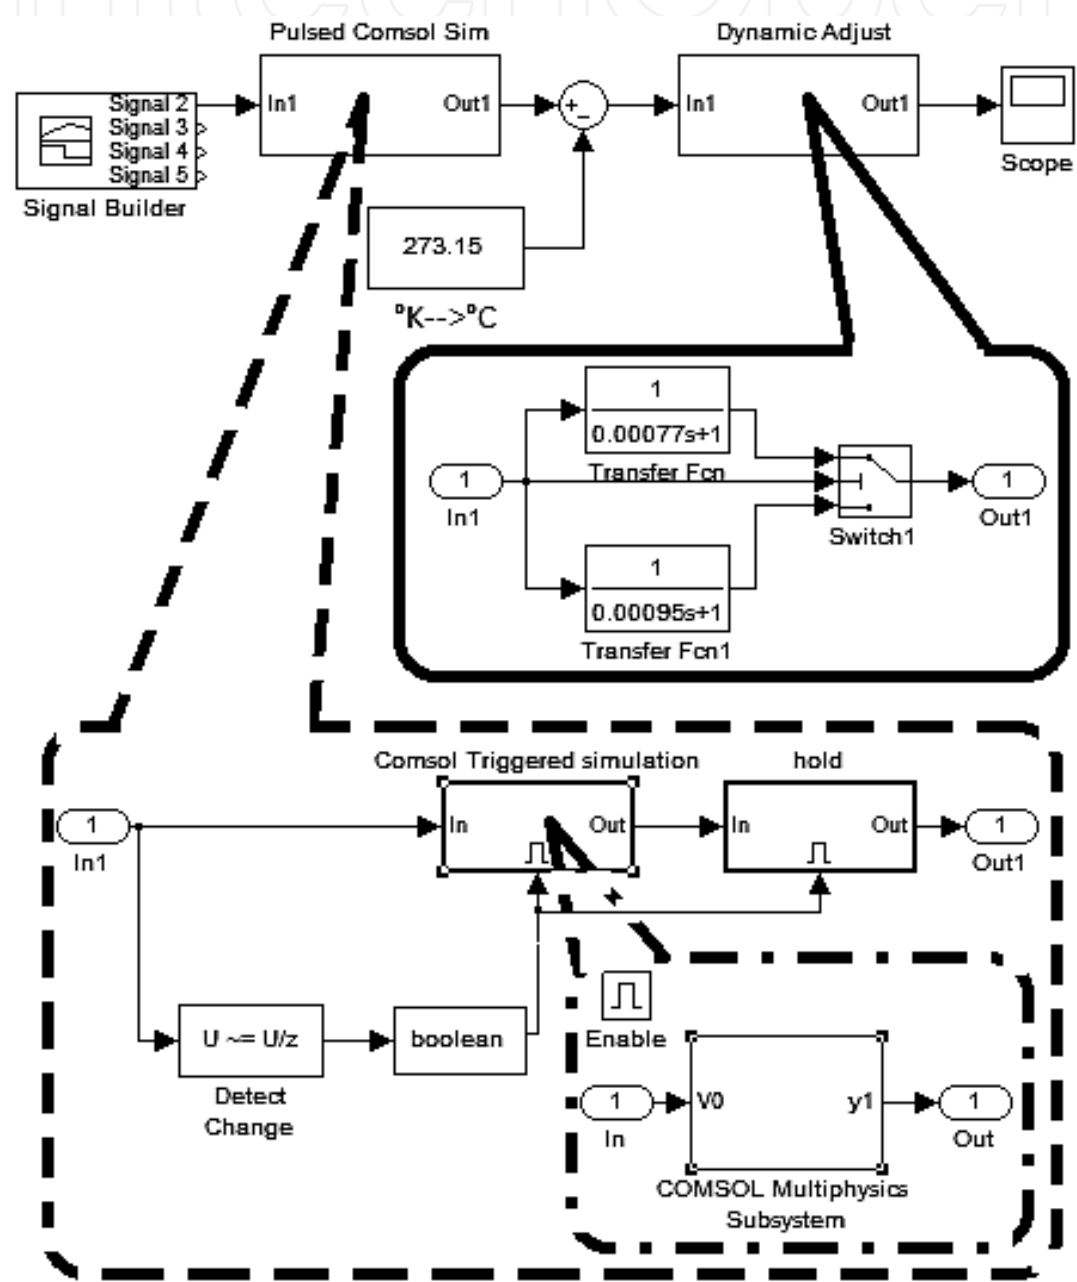 Pulsed Comsol Sim
Dynamic Adjust
Signal 2
Signal 3
Signal 4
Signal 5
Signal Builder
In1
Out1
+
−
In1
Out1
Scope
273.15
°K-->°C
1
0.00077s+1
Transfer Fcn
1
In1
Switch1
1
Out1
1
0.00095s+1
Transfer Fcn1
Comsol Triggered simulation
hold
1
In1
In
Out
In
Out
1
Out1
U ~= U/z
Detect
Change
boolean
Enable
1
In
V0
y1
1
Out
COMSOL Multiphysics
Subsystem